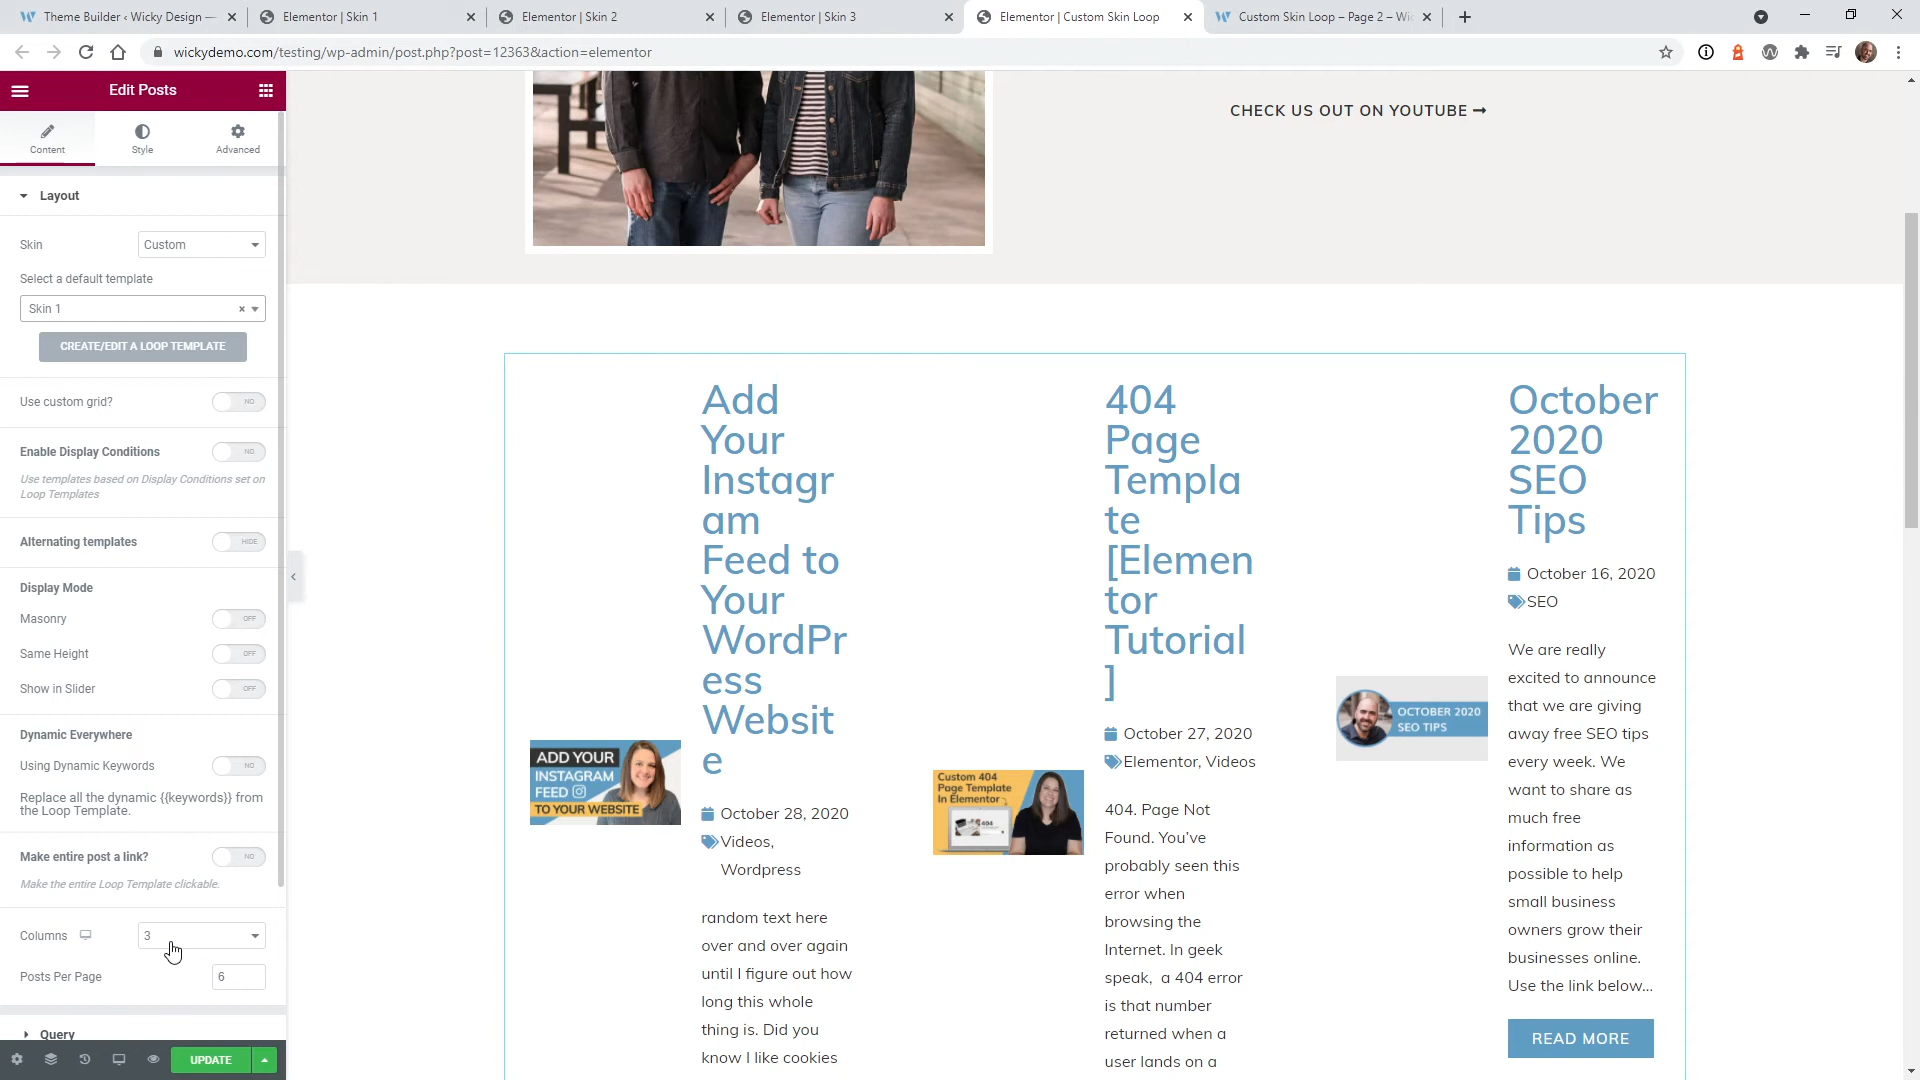 Theme Builder ‹ Wicky Design —
Elementor | Skin 1
Elementor | Skin 2
Elementor | Skin 3
Elementor | Custom Skin Loop
Custom Skin Loop – Page 2 – Wic
wickydemo.com/testing/wp-admin/post.php?post=12363&action=elementor
Edit Posts
Content
Style
Advanced
Layout
Skin
Custom
Select a default template
Skin 1
CREATE/EDIT A LOOP TEMPLATE
Use custom grid?
NO
Enable Display Conditions
NO
Use templates based on Display Conditions set on
Loop Templates
Alternating templates
HIDE
Display Mode
Masonry
OFF
Same Height
OFF
Show in Slider
OFF
Dynamic Everywhere
Using Dynamic Keywords
NO
Replace all the dynamic {{keywords}} from
the Loop Template.
Make entire post a link?
NO
Make the entire Loop Template clickable.
Columns
3
Posts Per Page
6
Query
UPDATE
CHECK US OUT ON YOUTUBE
ADD YOUR
INSTAGRAM
FEED
TO YOUR WEBSITE
Add
Your
Instagr
am
Feed to
Your
WordPr
ess
Websit
e
October 28, 2020
Videos,
Wordpress
random text here
over and over again
until I figure out how
long this whole
thing is. Did you
know I like cookies
Custom 404
Page Template
In Elementor
404
404
Page
Templa
te
[Elemen
tor
Tutorial
]
October 27, 2020
Elementor, Videos
404. Page Not
Found. You’ve
probably seen this
error when
browsing the
Internet. In geek
speak,  a 404 error
is that number
returned when a
user lands on a
OCTOBER 2020
SEO TIPS
October
2020
SEO
Tips
October 16, 2020
SEO
We are really
excited to announce
that we are giving
away free SEO tips
every week. We
want to share as
much free
information as
possible to help
small business
owners grow their
businesses online.
Use the link below...
READ MORE